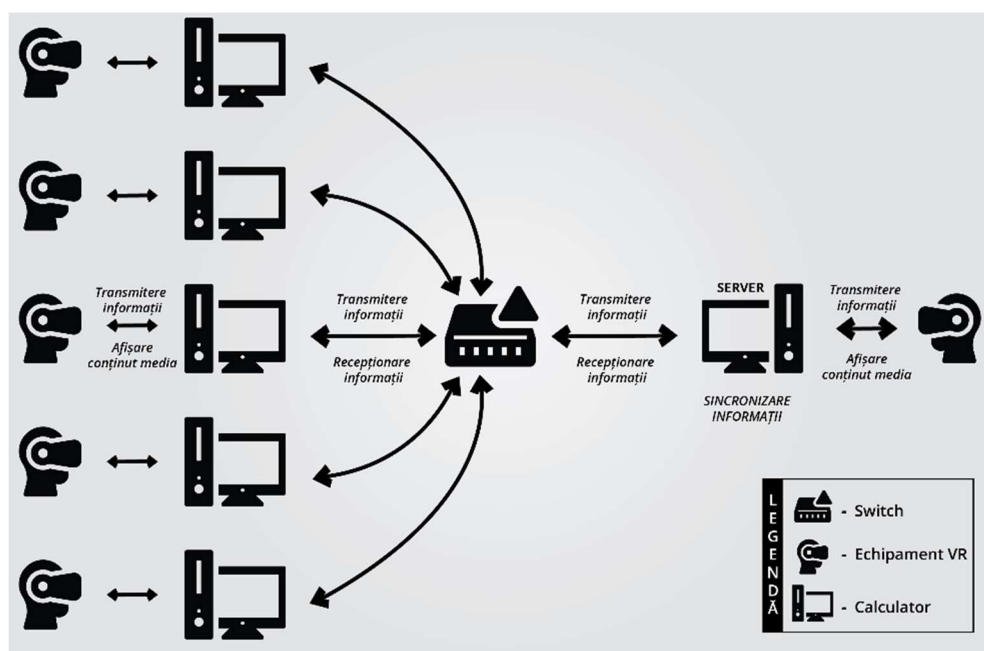 Transmitere
informații
Afișare
conținut media
Transmitere
informații
Recepționare
informații
Transmitere
informații
Recepționare
informații
SERVER
SINCRONIZARE
INFORMAȚII
Transmitere
informații
Afișare
conținut media
LEGENDĂ
- Switch
- Echipament VR
- Calculator